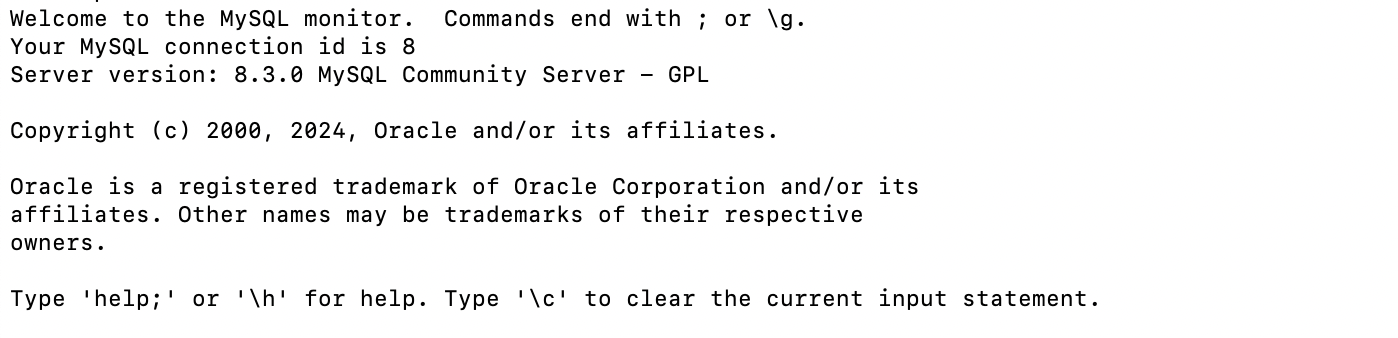 Welcome to the MySQL monitor.  Commands end with ; or \g.
Your MySQL connection id is 8
Server version: 8.3.0 MySQL Community Server - GPL
Copyright (c) 2000, 2024, Oracle and/or its affiliates.
Oracle is a registered trademark of Oracle Corporation and/or its
affiliates. Other names may be trademarks of their respective
owners.
Type 'help;' or '\h' for help. Type '\c' to clear the current input statement.